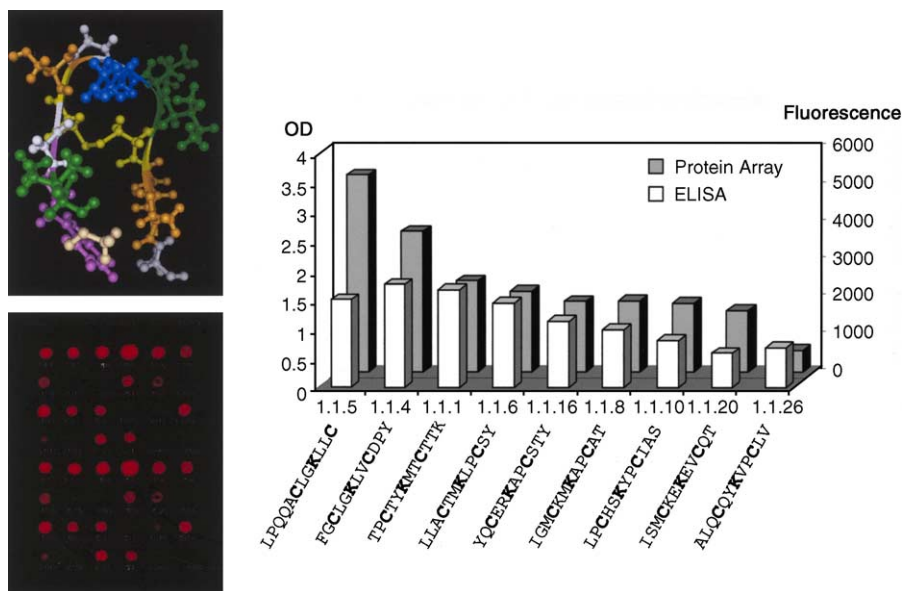 Fluorescence
OD
6000
4
Protein Array
5000
3.5
ELISA
3
4000
2.5
3000
2
1.5
2000
1
1000
0.5
0
0
1.1.5 1.1.4 1.1.1 1.1.6 1.1.16 1.1.8 1.1.10 1.1.20 1.1.26
LPQQACLGKLLC
FGCLGKLVCDPY
TPCTYKMTCTTK
LLACTMKLPCSY
YQCERKAPCSTY
IGMCKMKAPCAT
LPCHSKYPCIAS
ISMCKEKEVCQT
ALQCQYKVPCLV